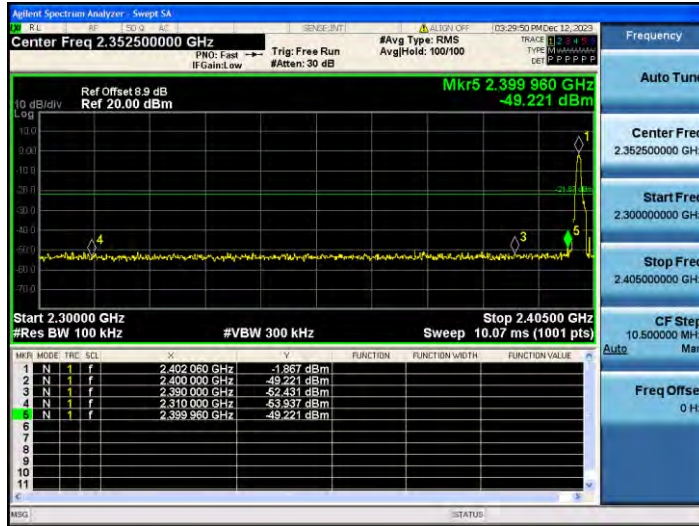 Agilent Spectrum Analyzer - Swept SA
RL RF 50 Ω AC SENSE:INT ALIGN OFF 03:29:50 PM Dec 12, 2023
Center Freq 2.352500000 GHz
PNO: Fast
IFGain:Low
Trig: Free Run
#Atten: 30 dB
#Avg Type: RMS
Avg|Hold: 100/100
TRACE 1 2 3 4 5 6
TYPE M
DET P P P P P P
Mkr5 2.399 960 GHz
-49.221 dBm
Ref Offset 8.9 dB
10 dB/div Ref 20.00 dBm
Log
10.0
0.00
-10.0
-20.0
-30.0
-40.0
-50.0
-60.0
-70.0
-21.87 dBm
1
4
3
5
Start 2.30000 GHz Stop 2.40500 GHz
#Res BW 100 kHz #VBW 300 kHz Sweep 10.07 ms (1001 pts)
MKR MODE TRC SCL X Y FUNCTION FUNCTION WIDTH FUNCTION VALUE
1 N 1 f 2.402 060 GHz -1.867 dBm
2 N 1 f 2.400 000 GHz -49.221 dBm
3 N 1 f 2.390 000 GHz -52.431 dBm
4 N 1 f 2.310 000 GHz -53.937 dBm
5 N 1 f 2.399 960 GHz -49.221 dBm
6
7
8
9
10
11
MSG STATUS
Frequency
Auto Tune
Center Freq
2.352500000 GHz
Start Freq
2.300000000 GHz
Stop Freq
2.405000000 GHz
CF Step
10.500000 MHz
Auto Man
Freq Offset
0 Hz